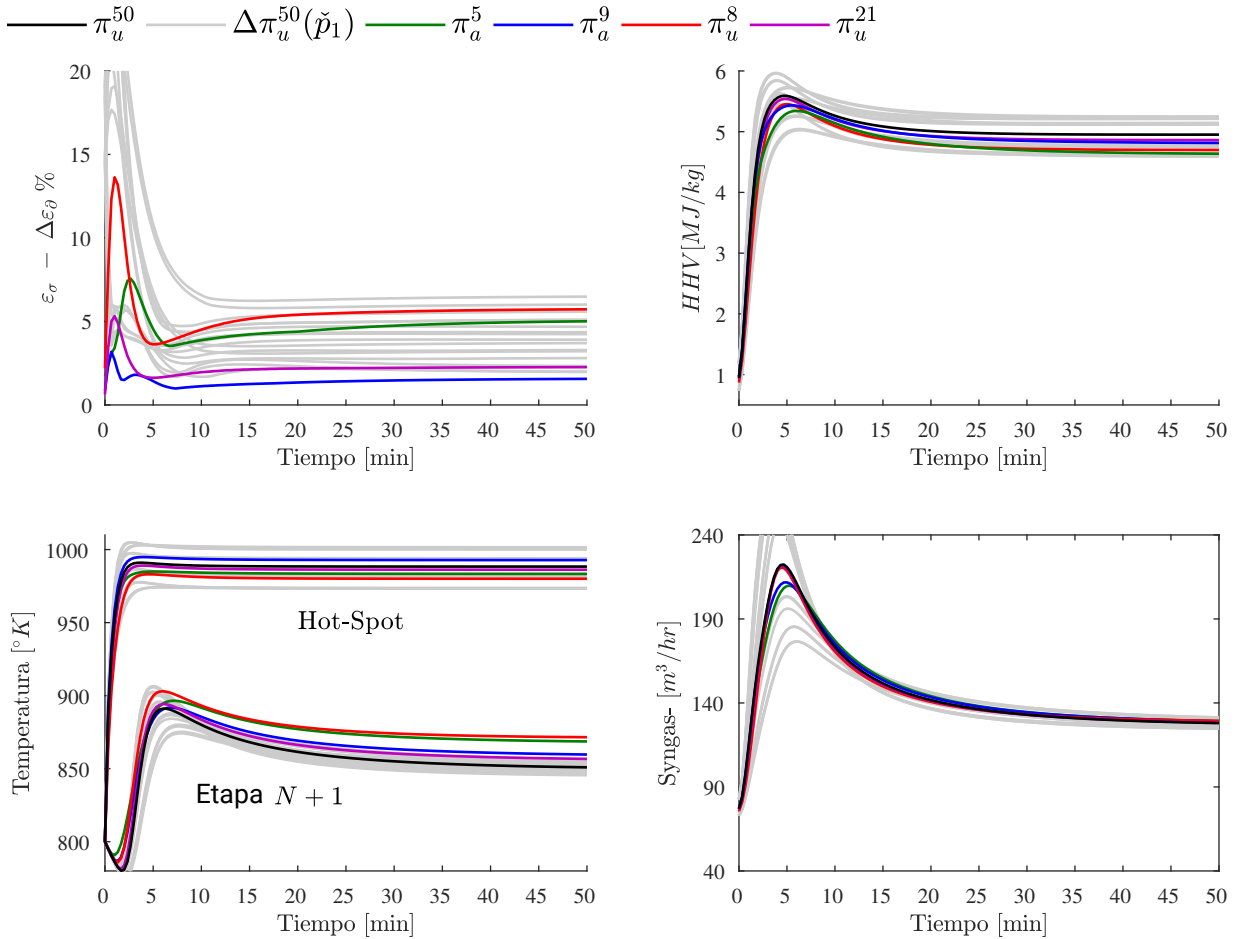 π_u^50 Δπ_u^50(p̌_1) π_a^5 π_a^9 π_u^8 π_u^21
20
15
10
5
0
ε_σ − Δε_∂ %
0 5 10 15 20 25 30 35 40 45 50
Tiempo [min]
6
5
4
3
2
1
HHV[MJ/kg]
0 5 10 15 20 25 30 35 40 45 50
Tiempo [min]
1000
950
900
850
800
Temperatura [°K]
Hot-Spot
Etapa N + 1
0 5 10 15 20 25 30 35 40 45 50
Tiempo [min]
240
190
140
90
40
Syngas- [m^3/hr]
0 5 10 15 20 25 30 35 40 45 50
Tiempo [min]